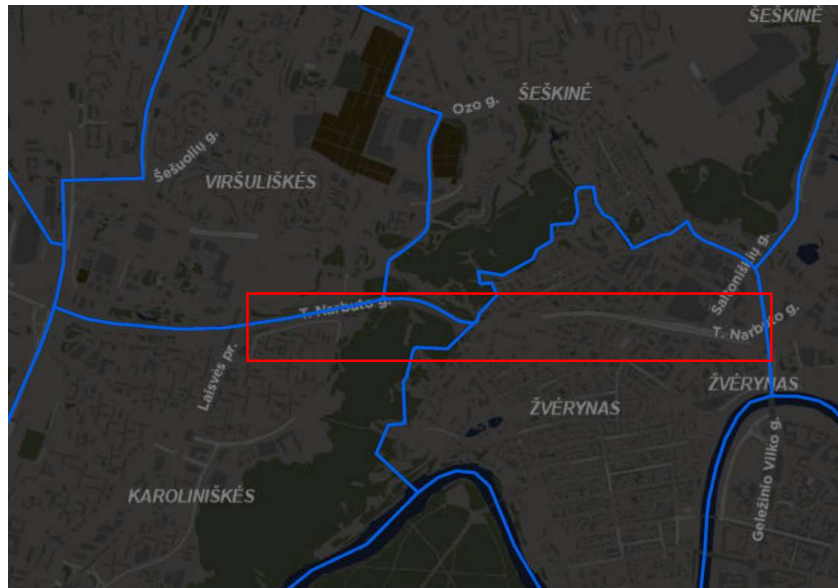 ŠEŠKINĖ
ŠEŠKINĖ
Ozo g.
Šešuolių g.
VIRŠULIŠKĖS
Saltoniškių g.
T. Narbuto g.
T. Narbuto g.
Laisvės pr.
ŽVĖRYNAS
ŽVĖRYNAS
Geležinio Vilko g.
KAROLINIŠKĖS